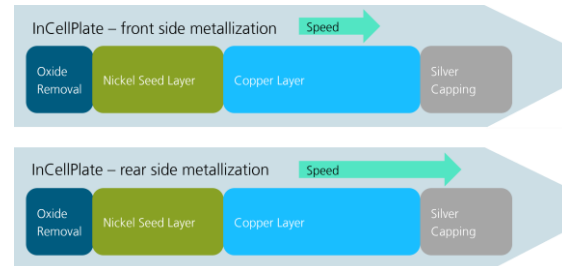 InCellPlate – front side metallization
Speed
Oxide
Removal
Nickel Seed Layer
Copper Layer
Silver
Capping
InCellPlate – rear side metallization
Speed
Oxide
Removal
Nickel Seed Layer
Copper Layer
Silver
Capping